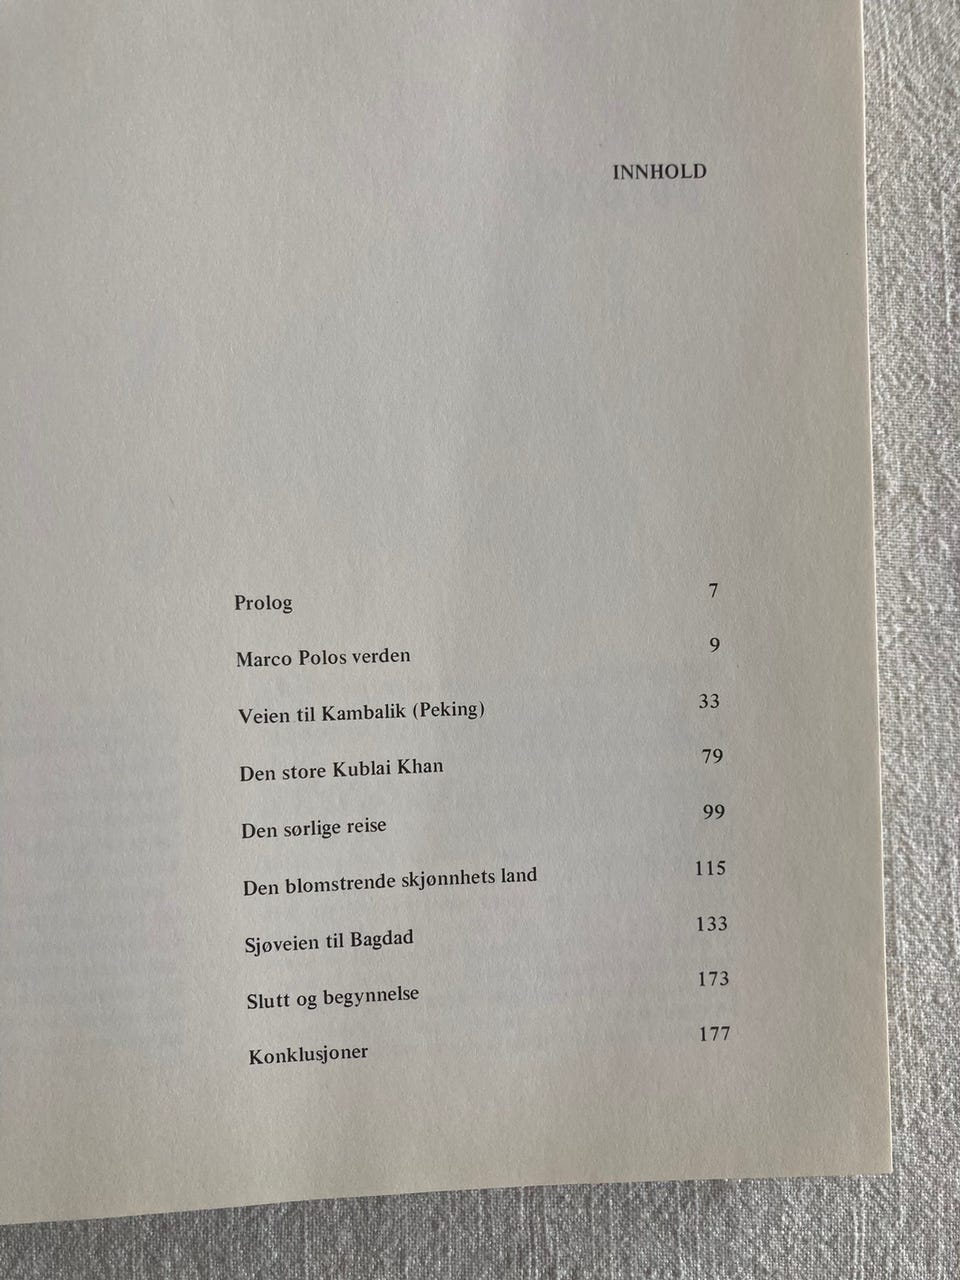 INNHOLD
Prolog 7
Marco Polos verden 9
Veien til Kambalik (Peking) 33
Den store Kublai Khan 79
Den sørlige reise 99
Den blomstrende skjønnhets land 115
Sjøveien til Bagdad 133
Slutt og begynnelse 173
Konklusjoner 177